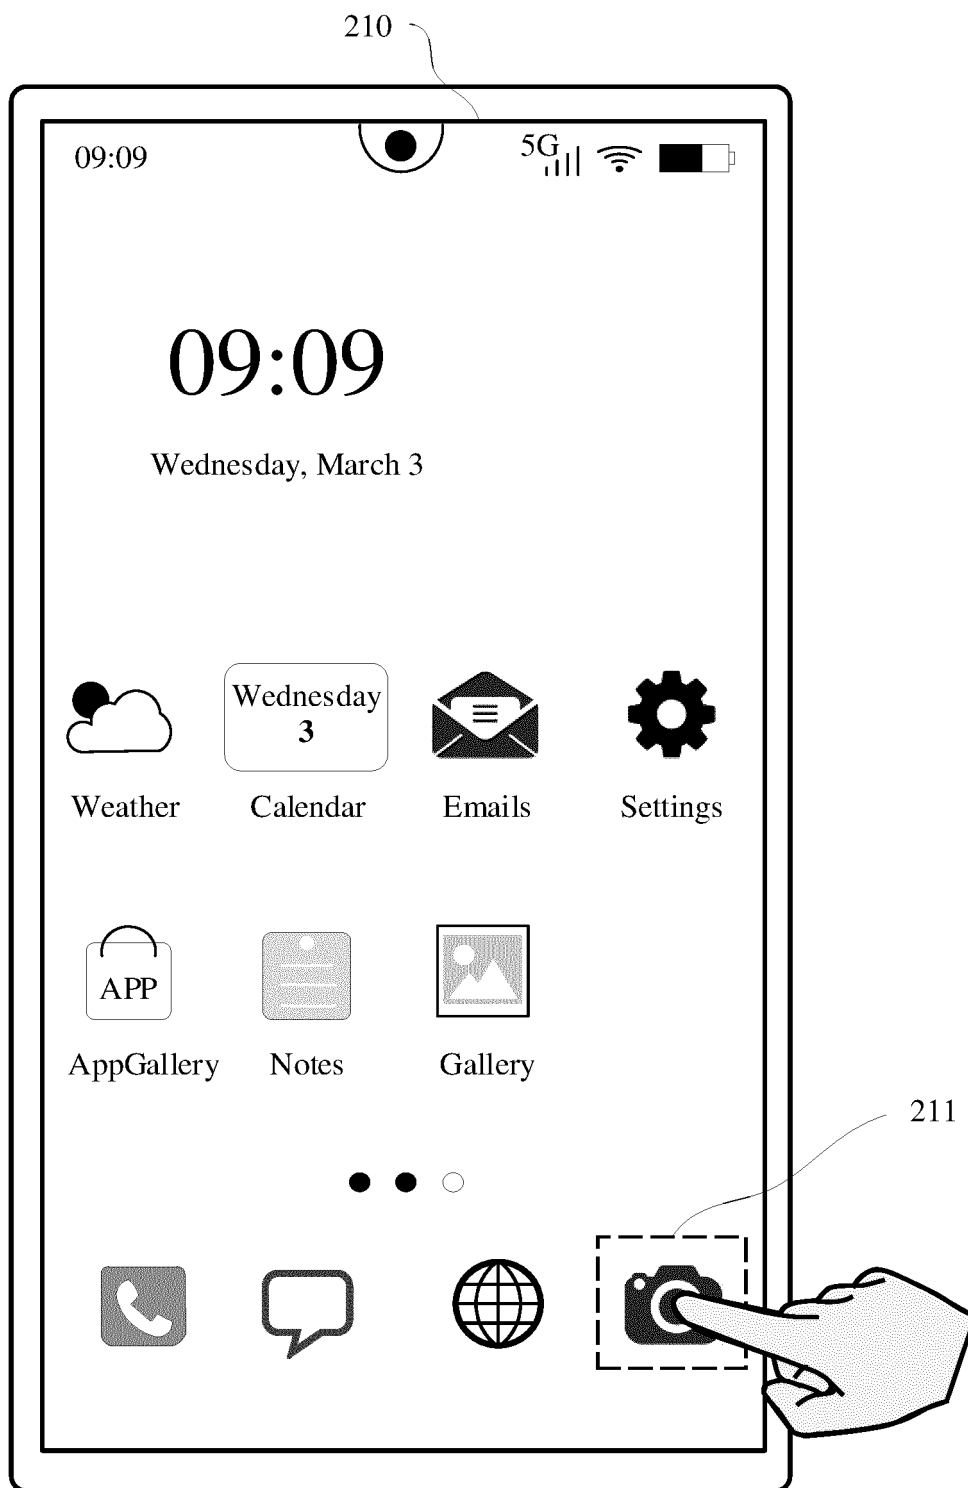 210
09:09
5G
09:09
Wednesday, March 3
Wednesday
3
Weather Calendar Emails Settings
APP
AppGallery Notes Gallery
211